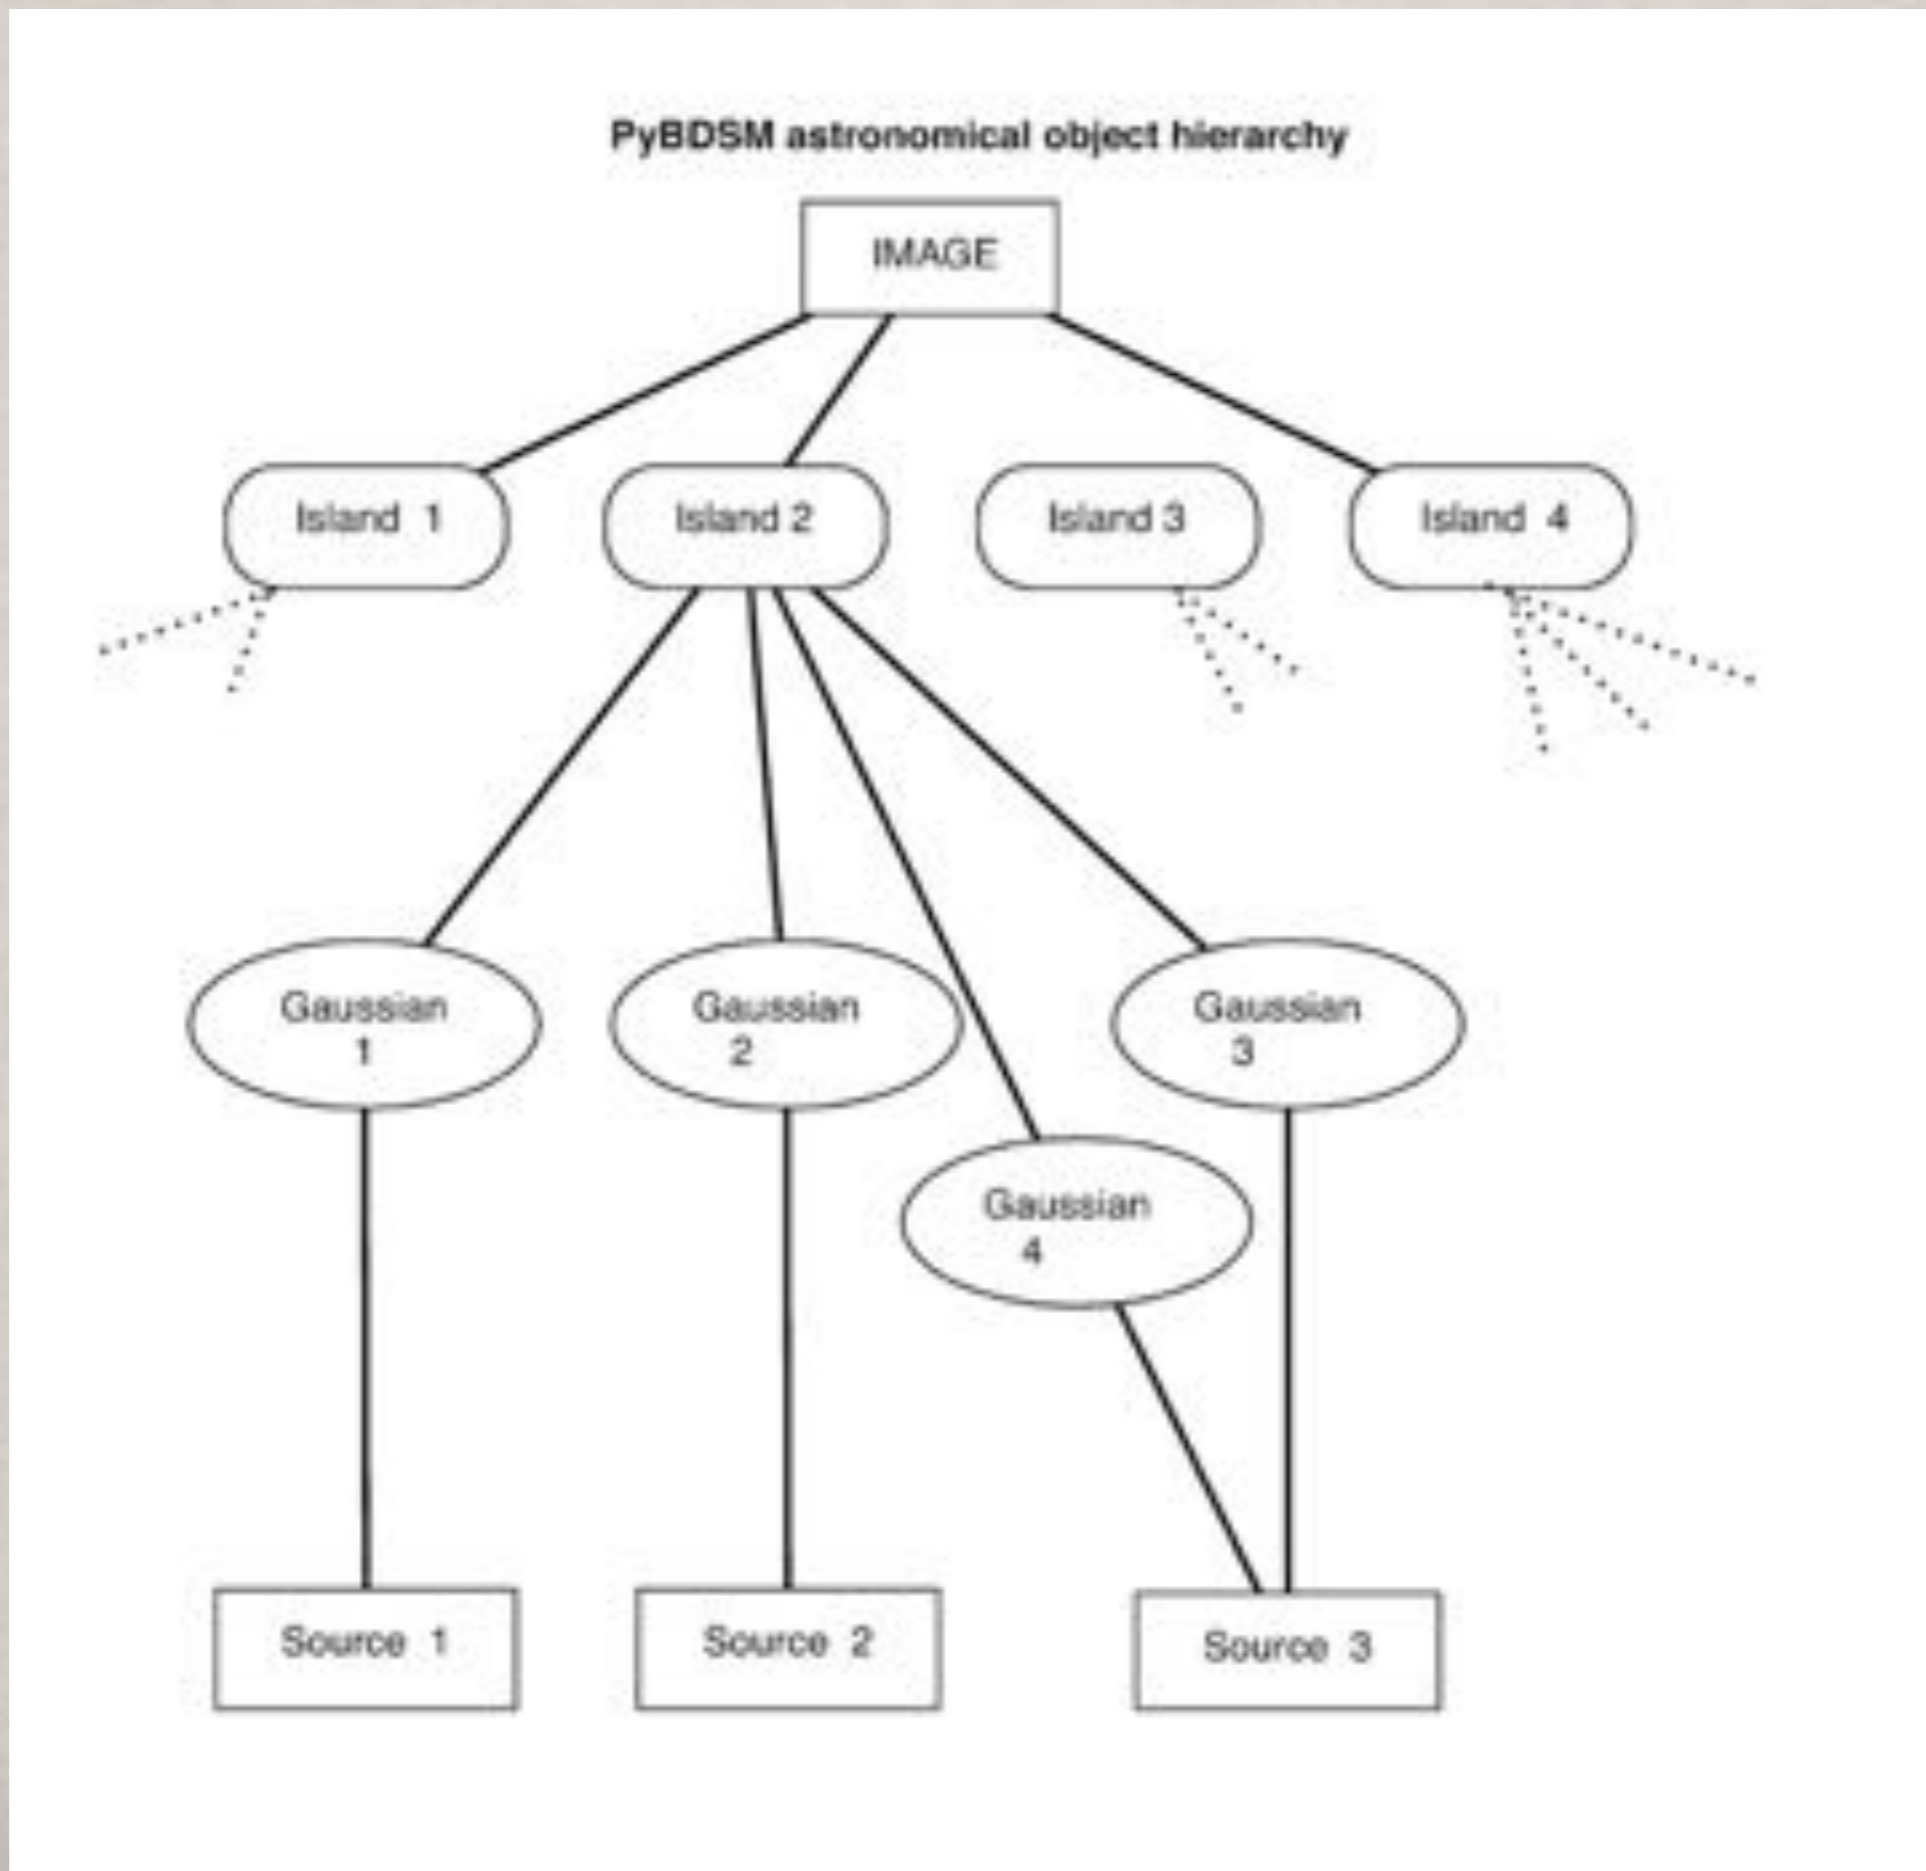 PyBDSM astronomical object hierarchy
IMAGE
Island 1
Island 2
Island 3
Island 4
Gaussian
1
Gaussian
2
Gaussian
3
Gaussian
4
Source 1
Source 2
Source 3